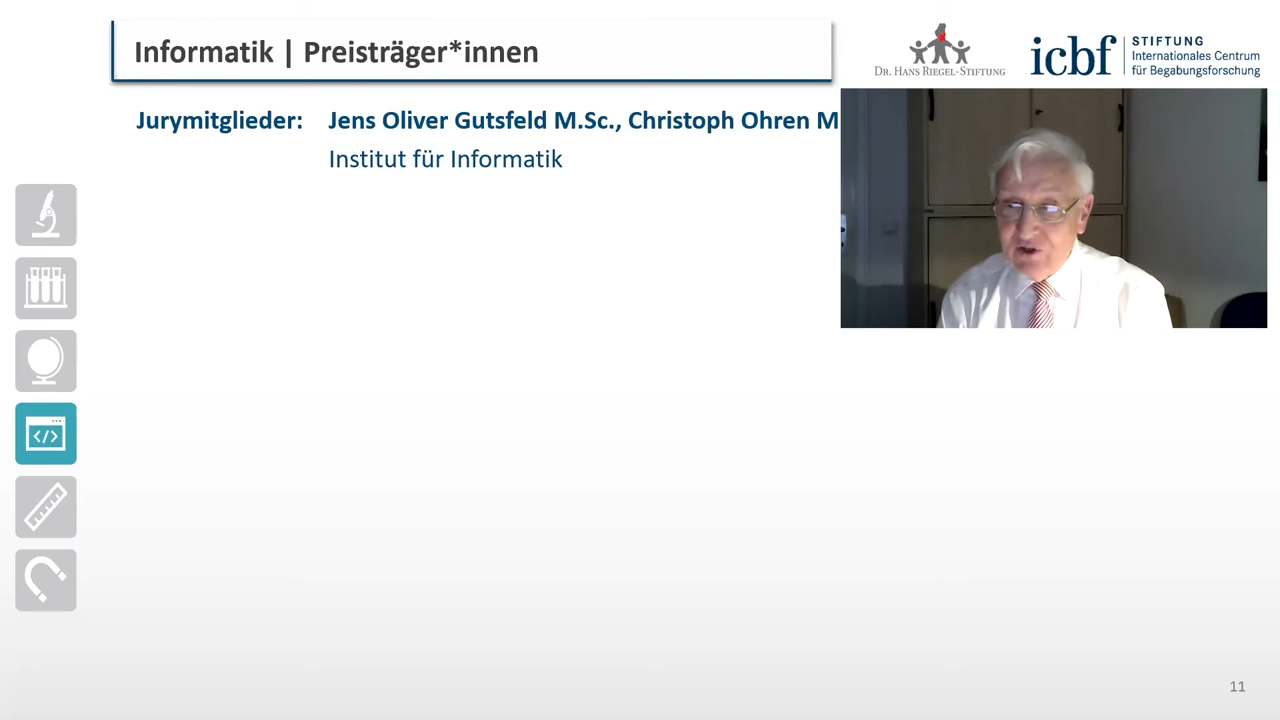 Informatik | Preisträger*innen
DR. HANS RIEGEL-STIFTUNG
icbf
STIFTUNG
Internationales Centrum
für Begabungsforschung
Jurymitglieder: Jens Oliver Gutsfeld M.Sc., Christoph Ohren M
Institut für Informatik
</>
11